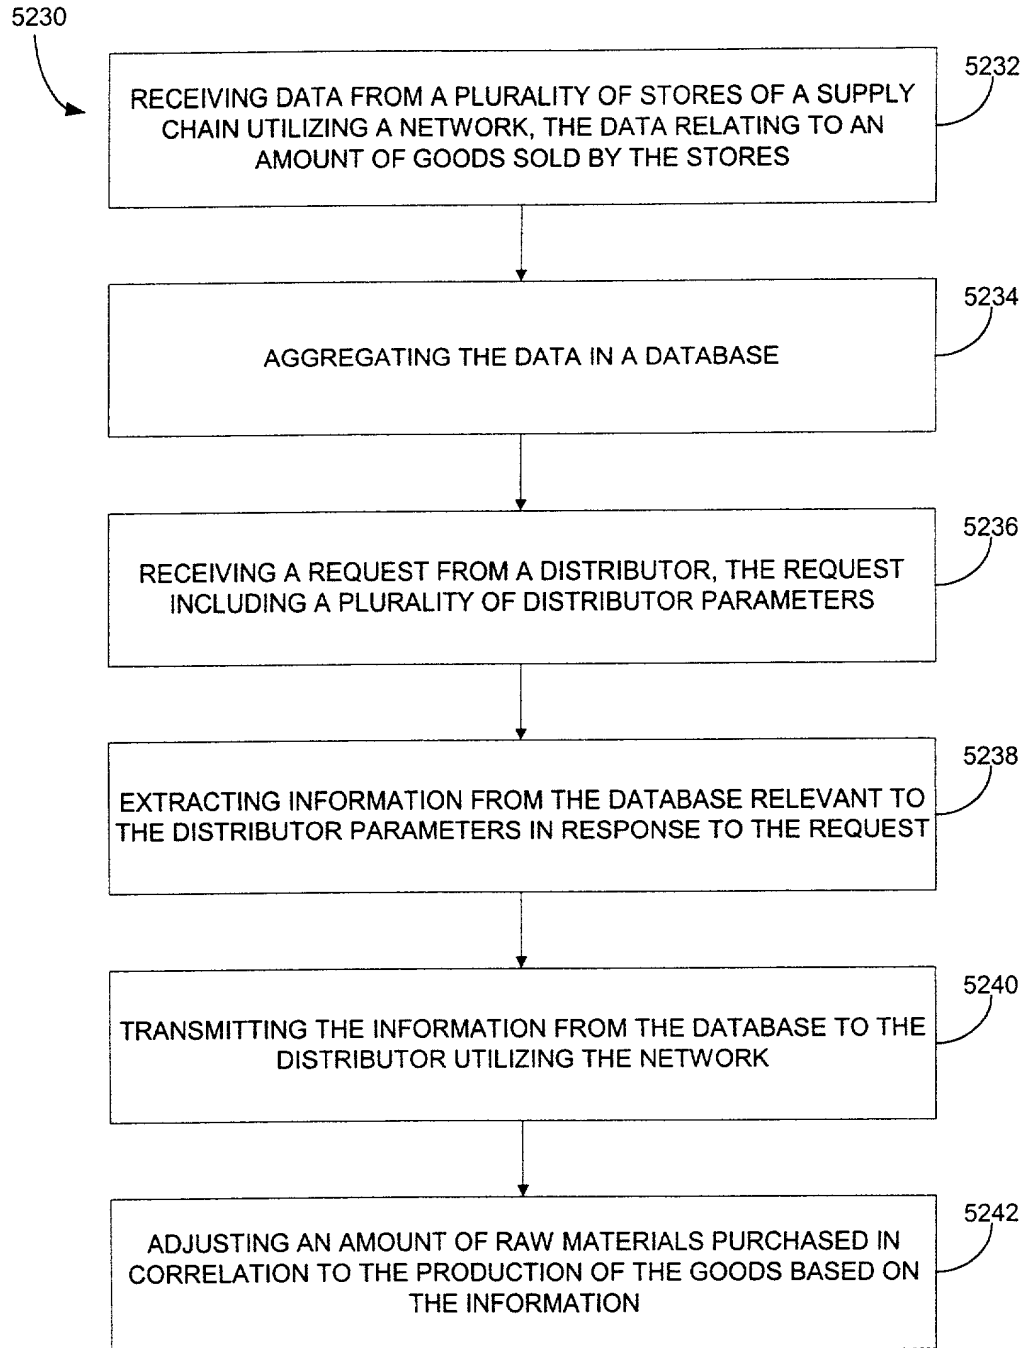 5230
5232
RECEIVING DATA FROM A PLURALITY OF STORES OF A SUPPLY
CHAIN UTILIZING A NETWORK, THE DATA RELATING TO AN
AMOUNT OF GOODS SOLD BY THE STORES
5234
AGGREGATING THE DATA IN A DATABASE
5236
RECEIVING A REQUEST FROM A DISTRIBUTOR, THE REQUEST
INCLUDING A PLURALITY OF DISTRIBUTOR PARAMETERS
5238
EXTRACTING INFORMATION FROM THE DATABASE RELEVANT TO
THE DISTRIBUTOR PARAMETERS IN RESPONSE TO THE REQUEST
5240
TRANSMITTING THE INFORMATION FROM THE DATABASE TO THE
DISTRIBUTOR UTILIZING THE NETWORK
5242
ADJUSTING AN AMOUNT OF RAW MATERIALS PURCHASED IN
CORRELATION TO THE PRODUCTION OF THE GOODS BASED ON
THE INFORMATION